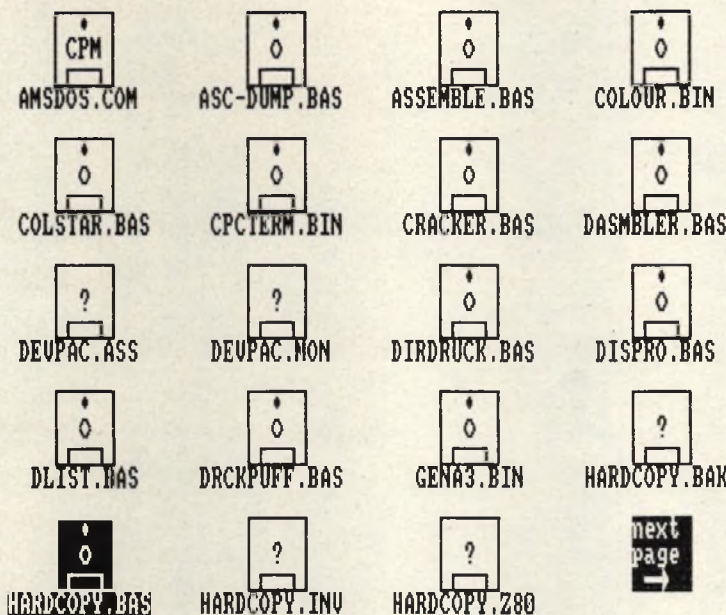 CPM
AMSDOS.COM ASC-DUMP.BAS ASSEMBLE.BAS COLOUR.BIN
COLSTAR.BAS CPCTERM.BIN CRACKER.BAS DASMBLER.BAS
? ?
DEVPAC.ASS DEVPAC.MON DIRDRUCK.BAS DISPRO.BAS
?
DLIST.BAS DRCKPUFF.BAS GENA3.BIN HARDCOPY.BAK
? ? next
page
HARDCOPY.BAS HARDCOPY.INV HARDCOPY.Z80